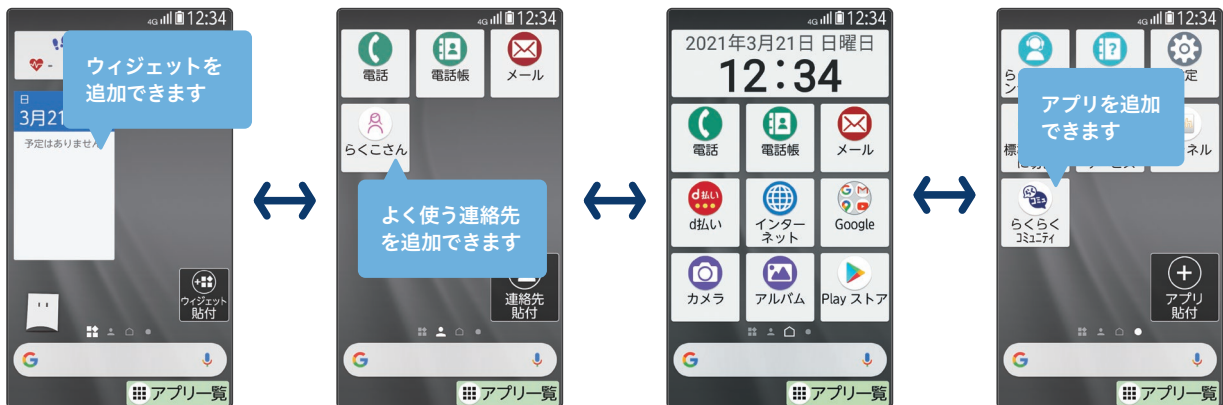 4G 12:34
ウィジェットを
追加できます
日
3月21
予定はありません
ウィジェット
貼付
アプリ一覧
4G 12:34
電話
電話帳
メール
らくこさん
よく使う連絡先
を追加できます
連絡先
貼付
アプリ一覧
4G 12:34
2021年3月21日 日曜日
12:34
電話
電話帳
メール
d払い
d払い
インター
ネット
Google
カメラ
アルバム
Play ストア
アプリ一覧
4G 12:34
アプリを追加
できます
らくらく
コミュニティ
アプリ
貼付
アプリ一覧